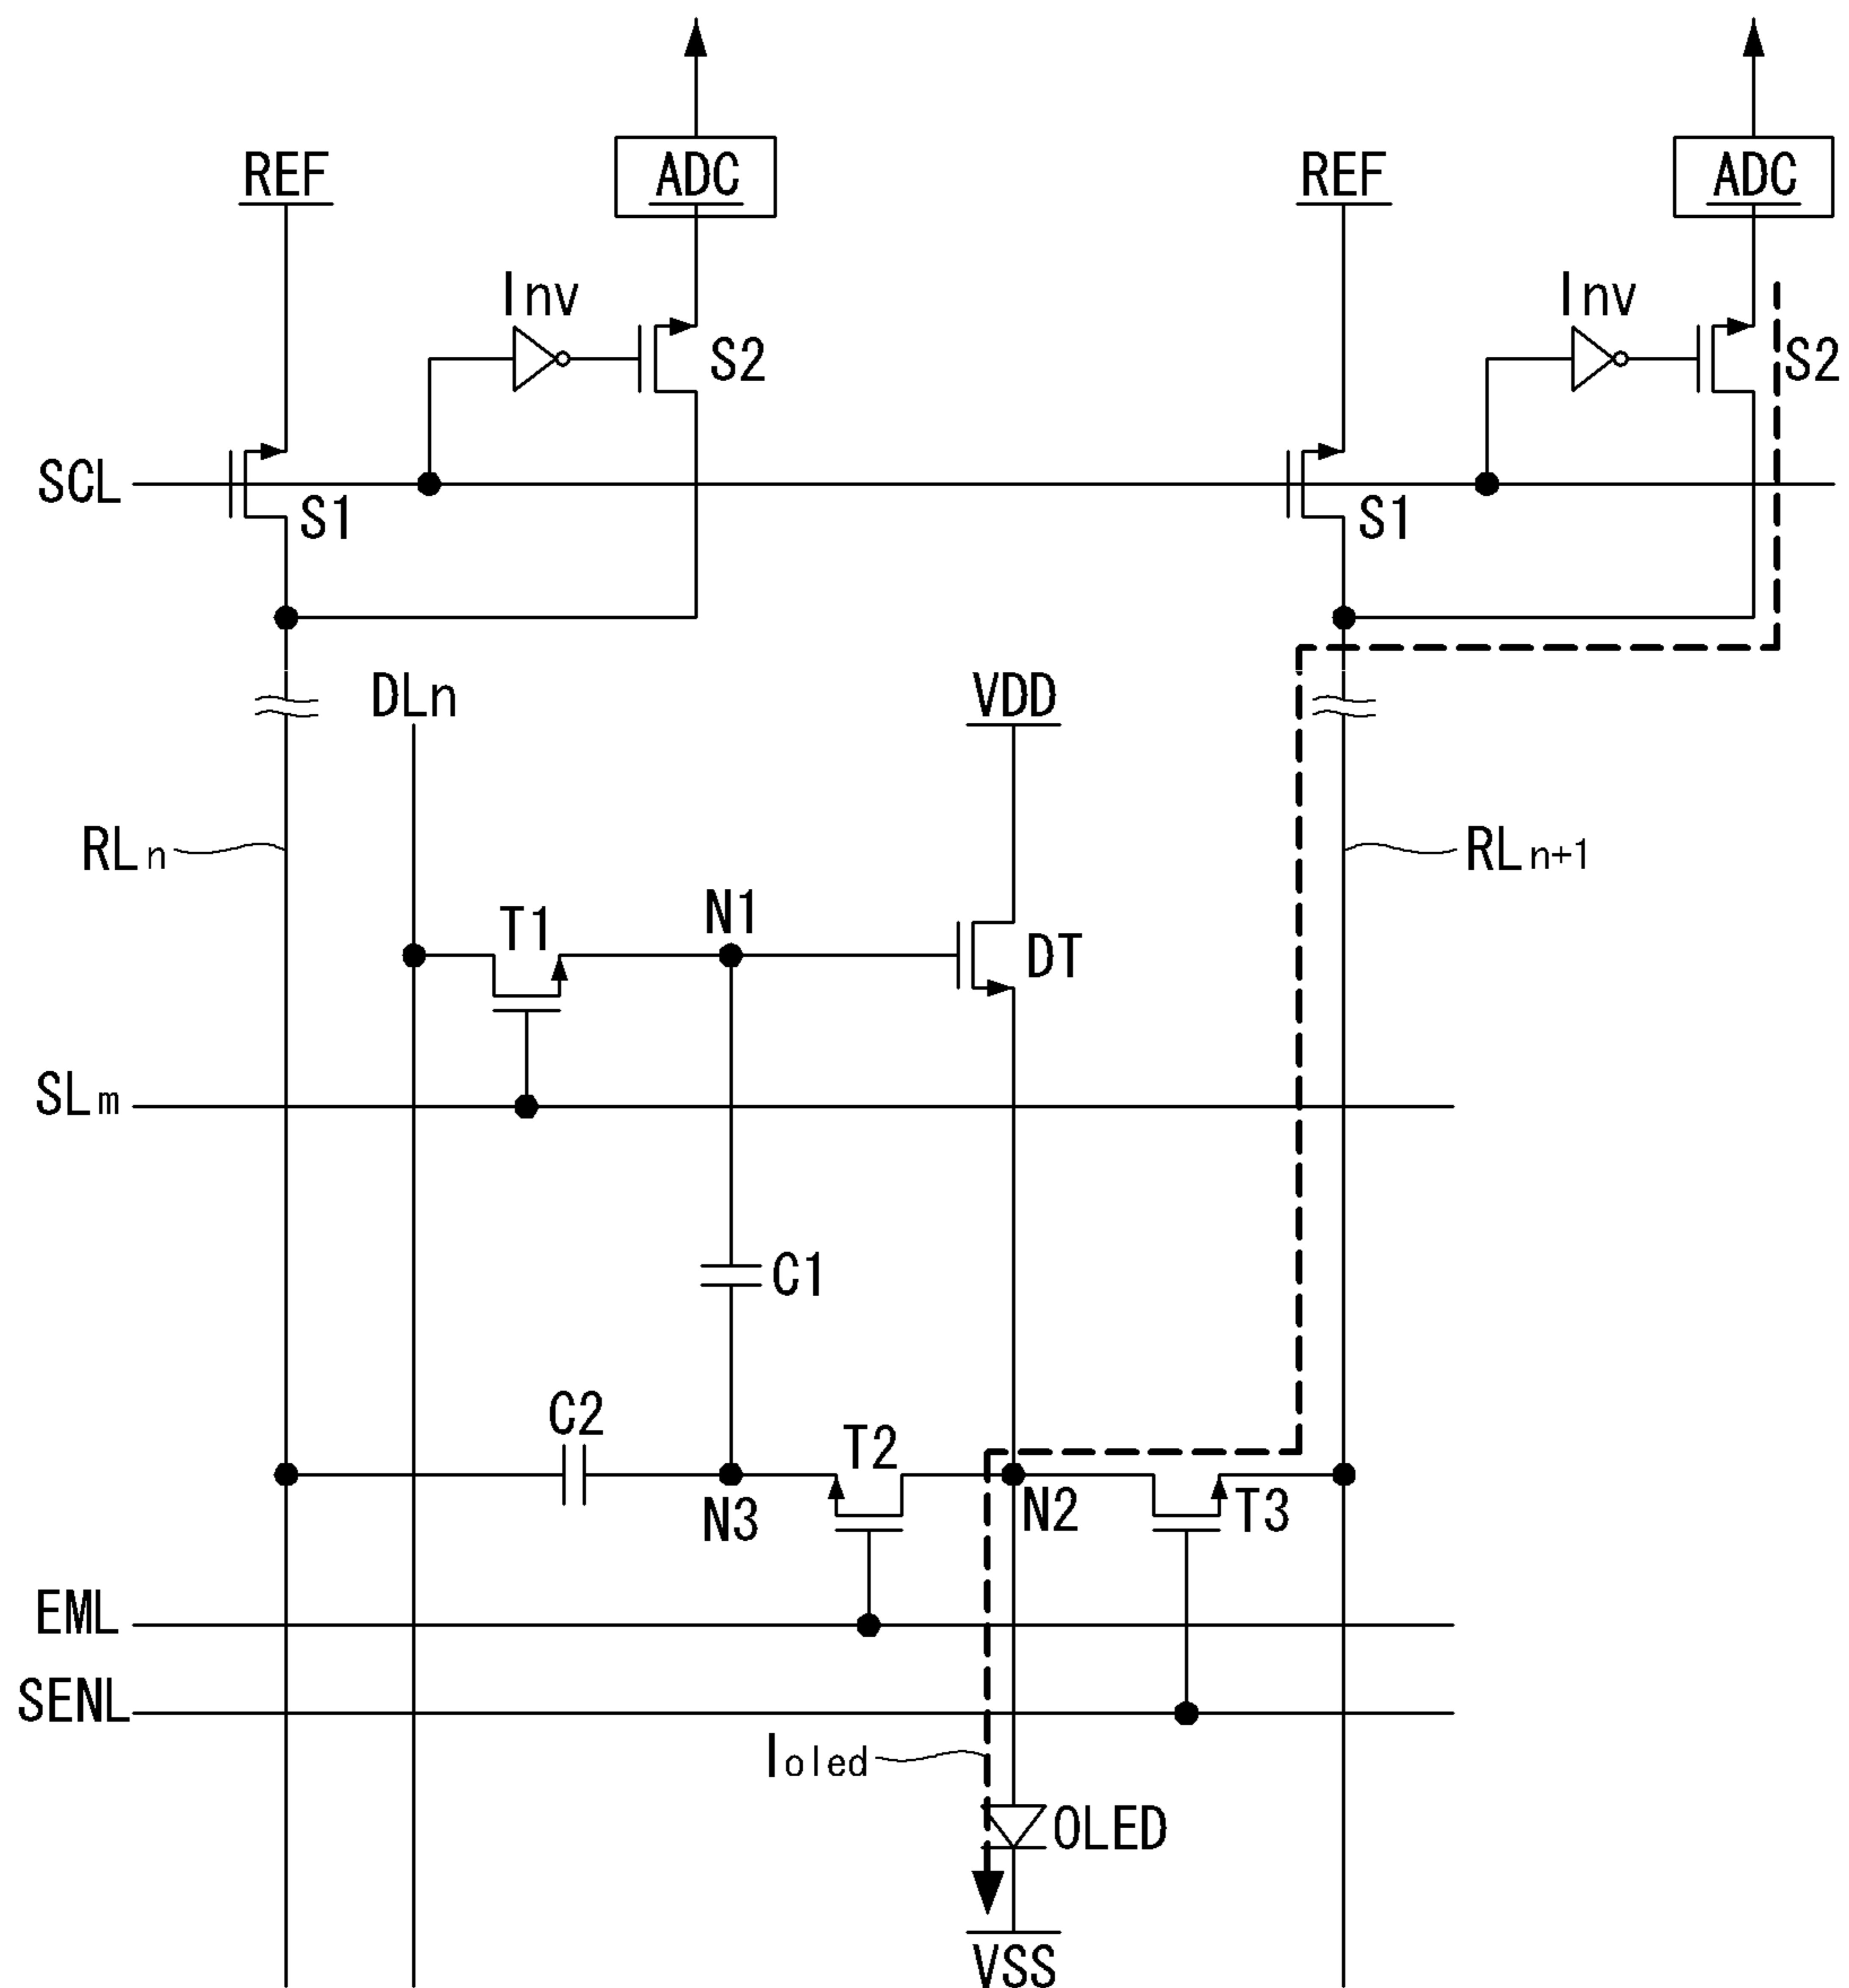 REF ADC REF ADC
Inv Inv
S2 S2
SCL
S1 S1
DLn VDD
RLn RLn+1
T1 N1
DT
SLm
C1
C2 T2
N3 N2 T3
EML
SENL
Ioled
OLED
VSS